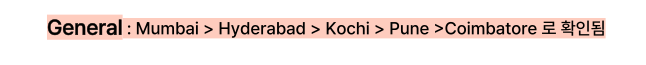 General : Mumbai > Hyderabad > Kochi > Pune >Coimbatore 로 확인됨